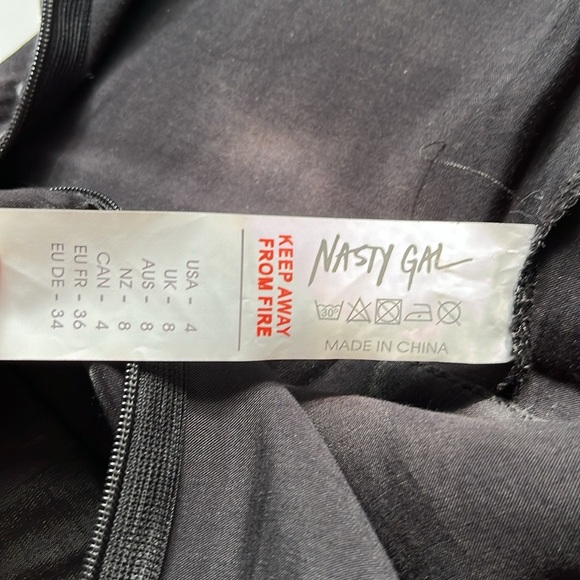 NASTY GAL
30°
MADE IN CHINA
KEEP AWAY
FROM FIRE
USA - 4
UK - 8
AUS - 8
NZ - 8
CAN - 4
EU FR - 36
EU DE - 34